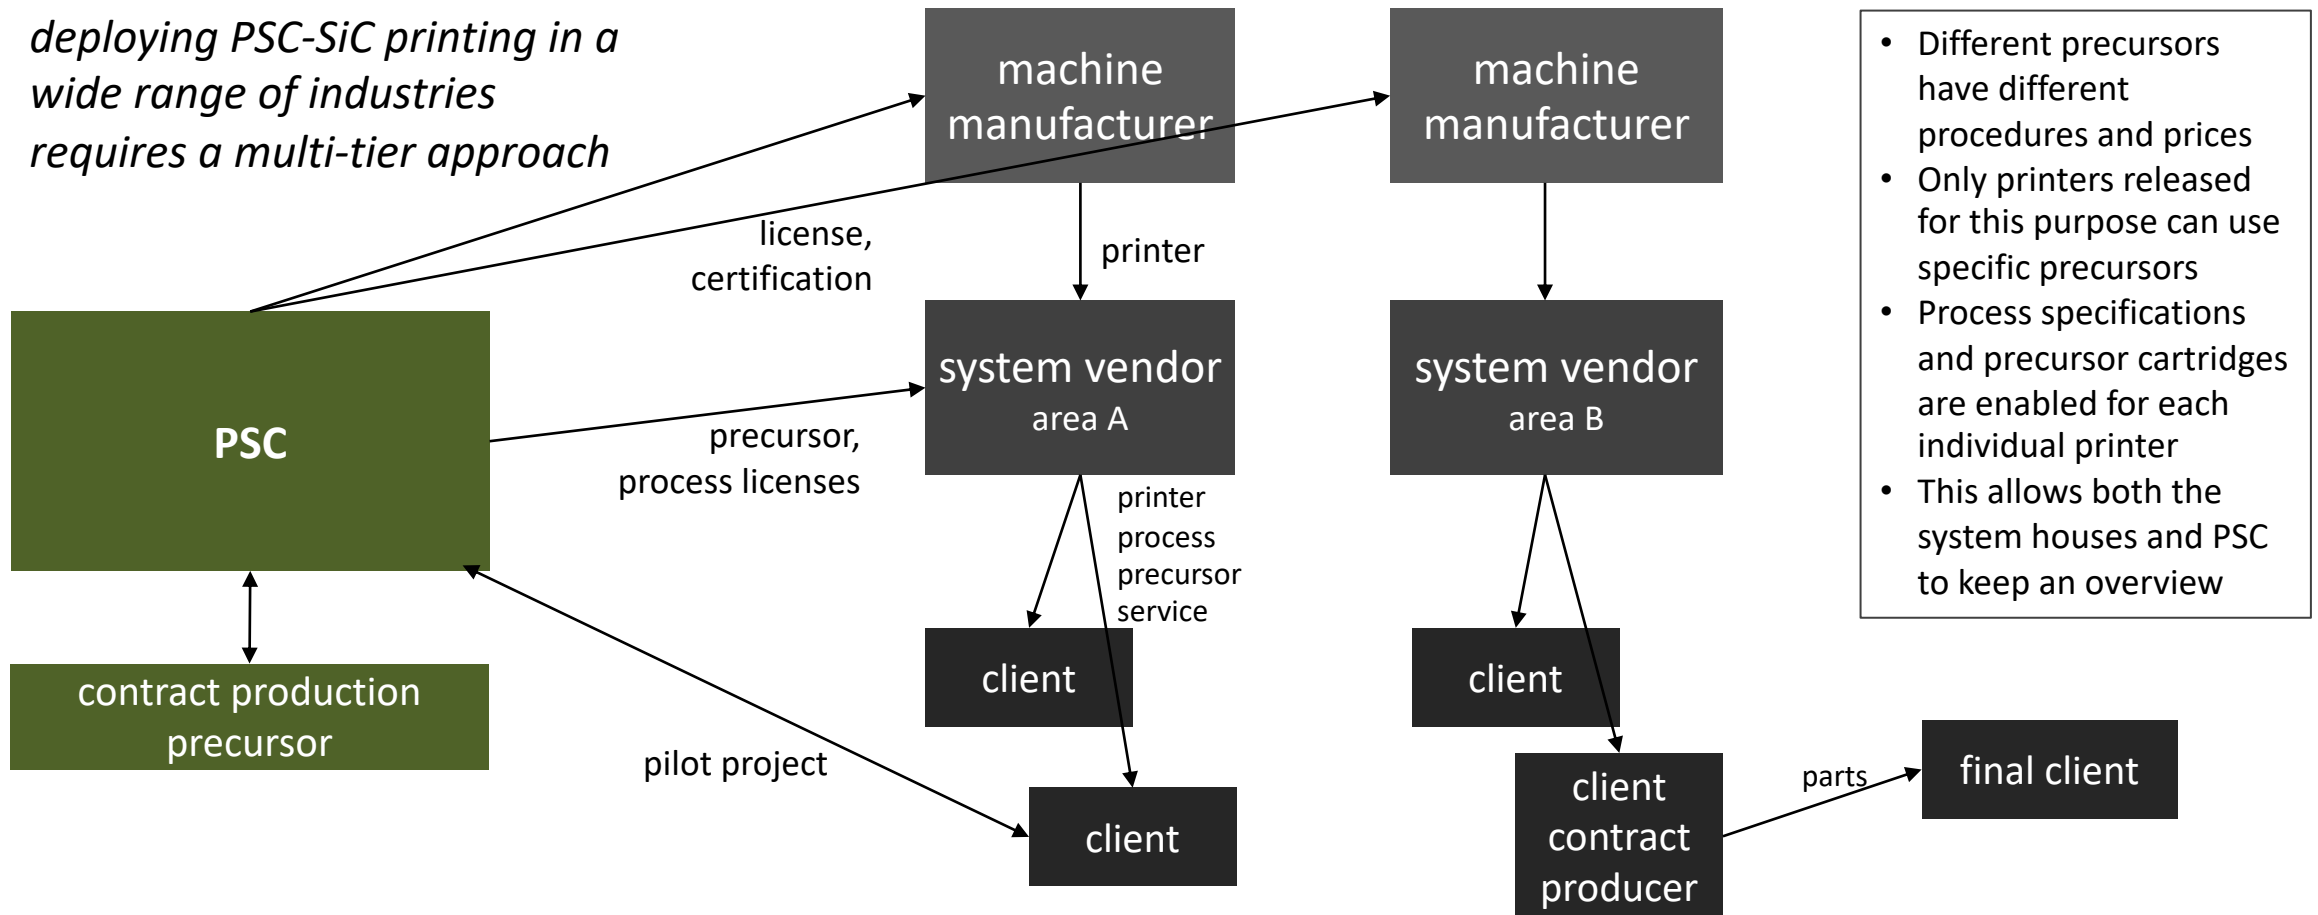 deploying PSC-SiC printing in a
wide range of industries
requires a multi-tier approach
machine
manufacturer
machine
manufacturer
license,
certification
printer
PSC
system vendor
area A
system vendor
area B
precursor,
process licenses
printer
process
precursor
service
contract production
precursor
client
client
pilot project
client
client
contract
producer
parts
final client
• Different precursors
have different
procedures and prices
• Only printers released
for this purpose can use
specific precursors
• Process specifications
and precursor cartridges
are enabled for each
individual printer
• This allows both the
system houses and PSC
to keep an overview